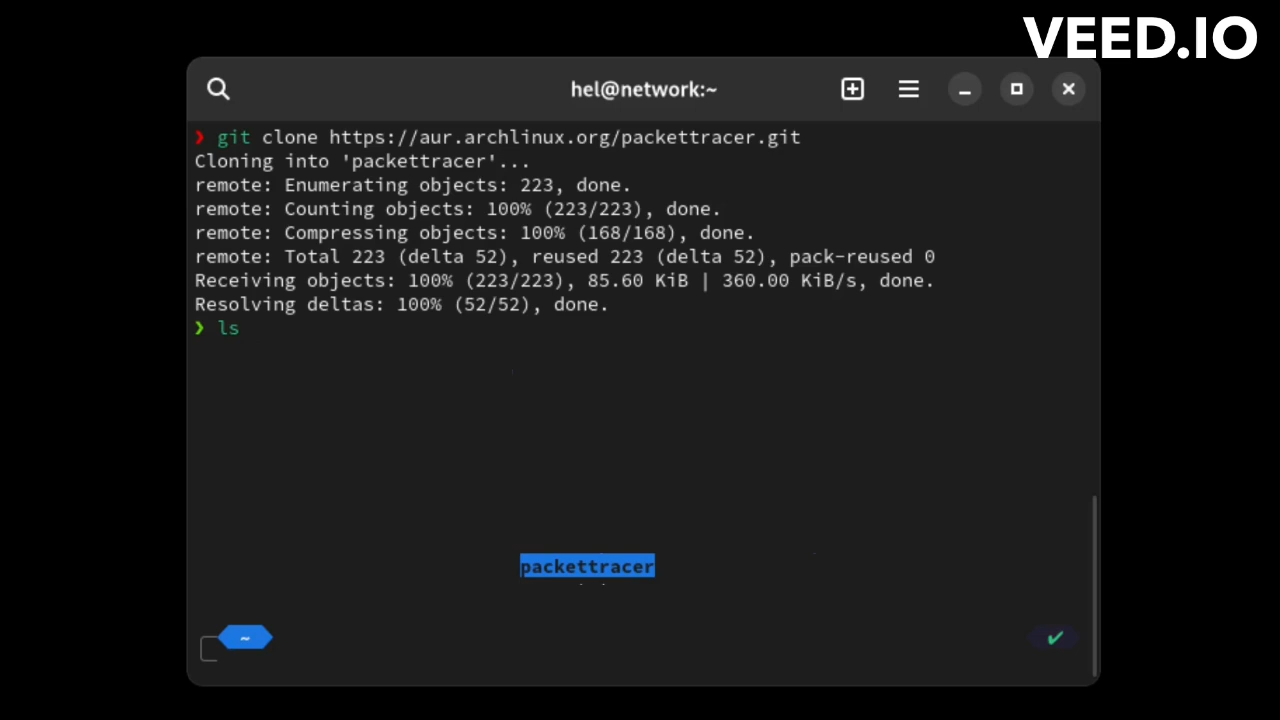 VEED.IO
hel@network:~
❯ git clone https://aur.archlinux.org/packettracer.git
Cloning into 'packettracer'...
remote: Enumerating objects: 223, done.
remote: Counting objects: 100% (223/223), done.
remote: Compressing objects: 100% (168/168), done.
remote: Total 223 (delta 52), reused 223 (delta 52), pack-reused 0
Receiving objects: 100% (223/223), 85.60 KiB | 360.00 KiB/s, done.
Resolving deltas: 100% (52/52), done.
❯ ls
packettracer
~ ✔